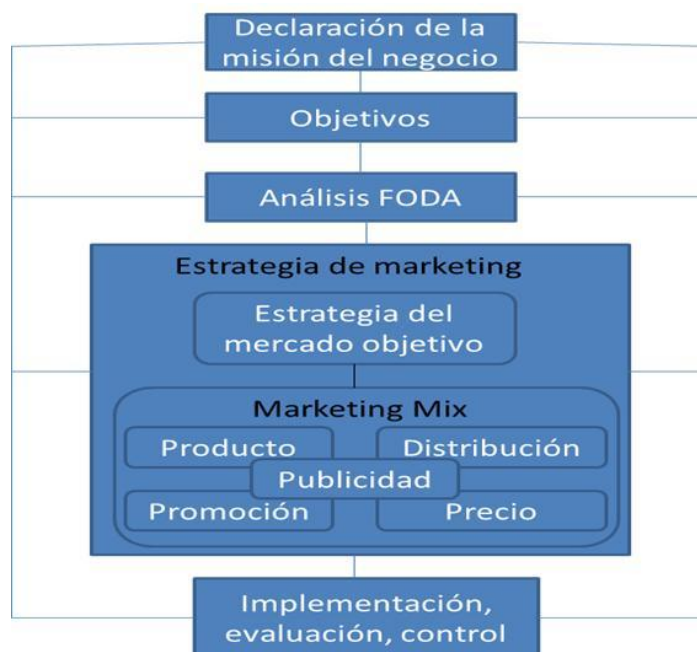 Declaración de la
misión del negocio
Objetivos
Análisis FODA
Estrategia de marketing
Estrategia del
mercado objetivo
Marketing Mix
Producto
Distribución
Publicidad
Promoción
Precio
Implementación,
evaluación, control